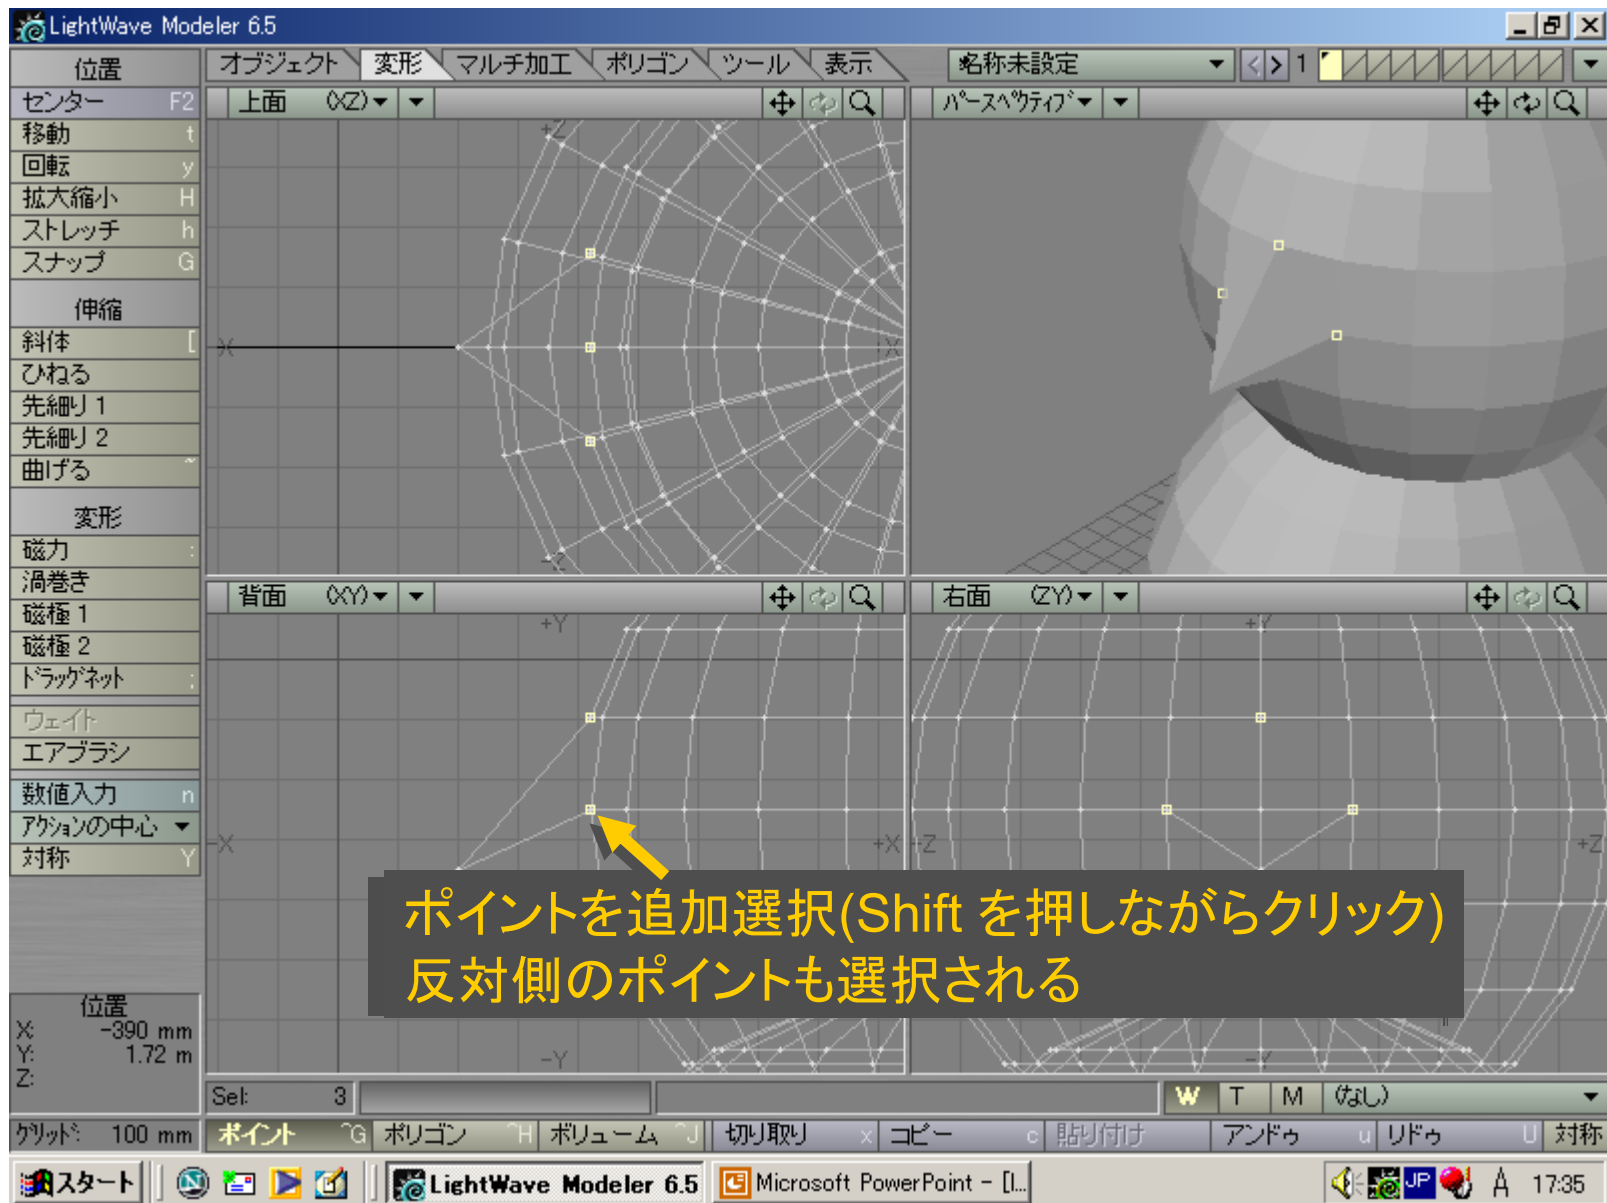 LightWave Modeler 6.5
位置
オブジェクト
変形
マルチ加工
ポリゴン
ツール
表示
名称未設定
1
センター F2
移動 t
回転 y
拡大縮小 H
ストレッチ h
スナップ G
伸縮
斜体 [
ひねる
先細り 1
先細り 2
曲げる ~
変形
磁力 :
渦巻き
磁極 1
磁極 2
ドラッグネット ;
ウェイト
エアブラシ
数値入力 n
アクションの中心
対称 Y
上面 (XZ)
パースペクティブ
+Z
-X
+X
-Z
背面 (XY)
右面 (ZY)
+Y
+Y
-X
+X
-Z
+Z
ポイントを追加選択(Shift を押しながらクリック)
反対側のポイントも選択される
-Y
-Y
位置
X: -390 mm
Y: 1.72 m
Z:
Sel: 3
W T M (なし)
グリッド: 100 mm
ポイント ^G ポリゴン ^H ボリューム ^J 切り取り x コピー c 貼り付け アンドゥ u リドゥ U 対称
スタート
LightWave Modeler 6.5
Microsoft PowerPoint - [l...
JP
A
17:35